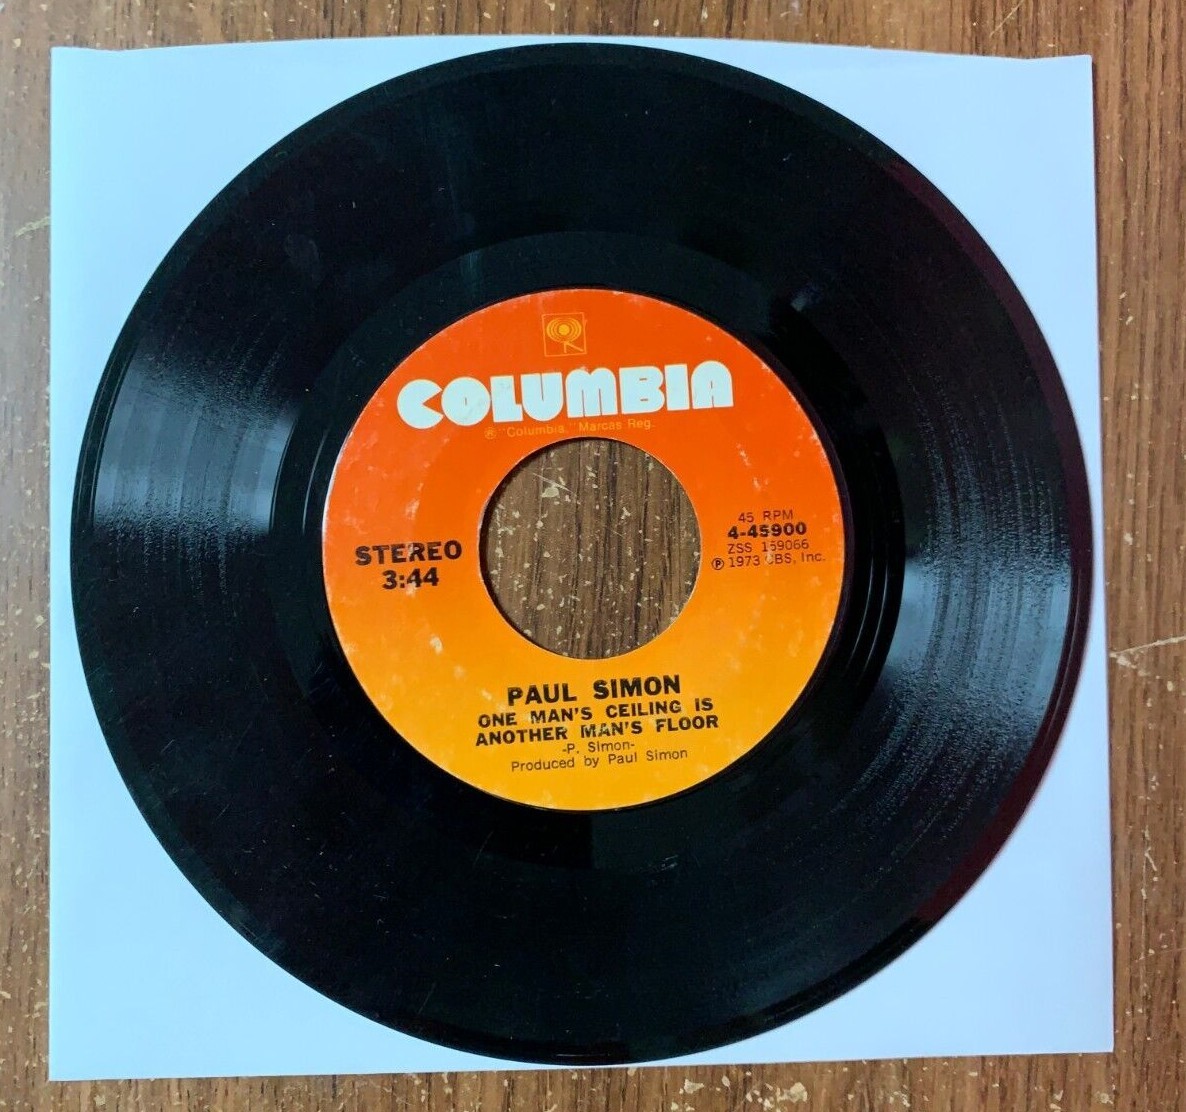 COLUMBIA
® "Columbia," Marcas Reg.
STEREO
3:44
45 RPM
4-45900
ZSS 159066
℗ 1973 CBS, Inc.
PAUL SIMON
ONE MAN'S CEILING IS
ANOTHER MAN'S FLOOR
-P. Simon-
Produced by Paul Simon